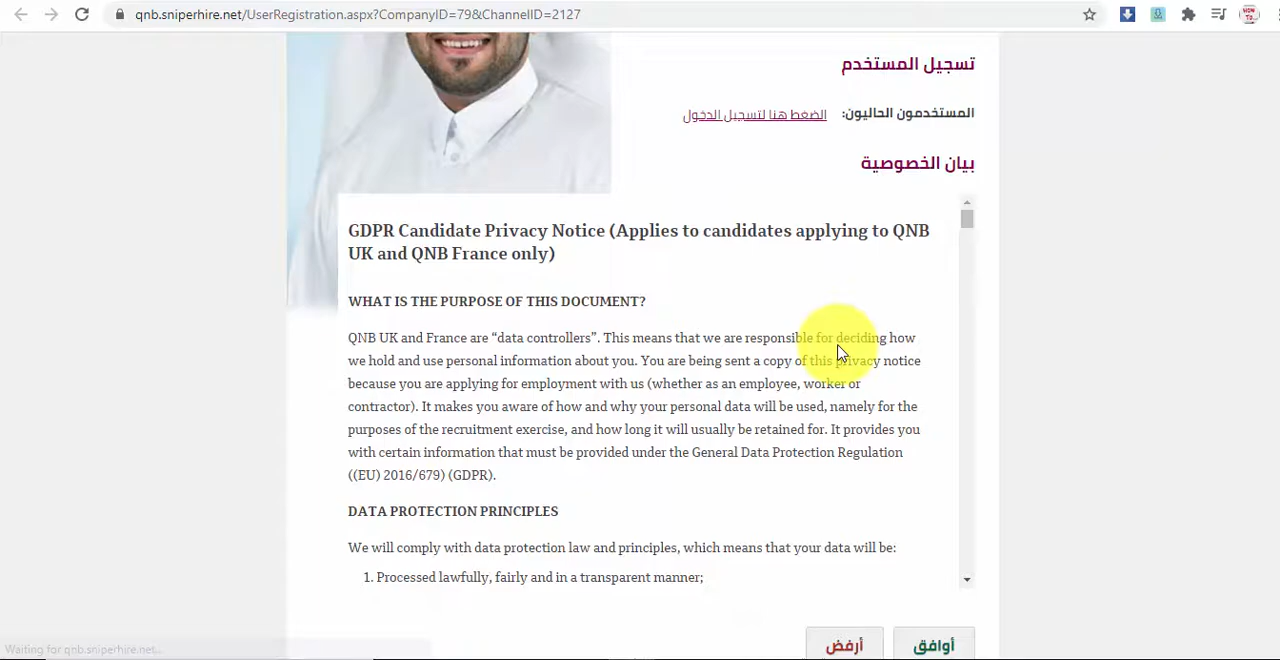 qnb.sniperhire.net/UserRegistration.aspx?CompanyID=79&ChannelID=2127
HOW TO...
تسجيل المستخدم
المستخدمون الحاليون: الضغط هنا لتسجيل الدخول
بيان الخصوصية
GDPR Candidate Privacy Notice (Applies to candidates applying to QNB
UK and QNB France only)
WHAT IS THE PURPOSE OF THIS DOCUMENT?
QNB UK and France are “data controllers”. This means that we are responsible for deciding how
we hold and use personal information about you. You are being sent a copy of this privacy notice
because you are applying for employment with us (whether as an employee, worker or
contractor). It makes you aware of how and why your personal data will be used, namely for the
purposes of the recruitment exercise, and how long it will usually be retained for. It provides you
with certain information that must be provided under the General Data Protection Regulation
((EU) 2016/679) (GDPR).
DATA PROTECTION PRINCIPLES
We will comply with data protection law and principles, which means that your data will be:
1. Processed lawfully, fairly and in a transparent manner;
أوافق
أرفض
Waiting for qnb.sniperhire.net...